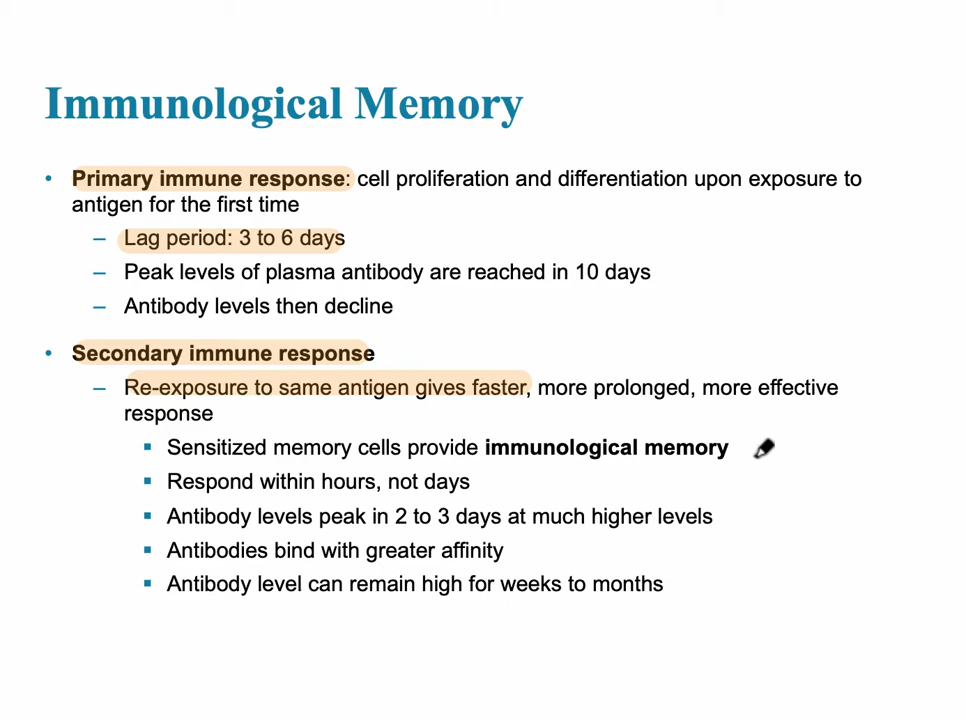 Immunological Memory
• Primary immune response: cell proliferation and differentiation upon exposure to
antigen for the first time
– Lag period: 3 to 6 days
– Peak levels of plasma antibody are reached in 10 days
– Antibody levels then decline
• Secondary immune response
– Re-exposure to same antigen gives faster, more prolonged, more effective
response
▪ Sensitized memory cells provide immunological memory
▪ Respond within hours, not days
▪ Antibody levels peak in 2 to 3 days at much higher levels
▪ Antibodies bind with greater affinity
▪ Antibody level can remain high for weeks to months